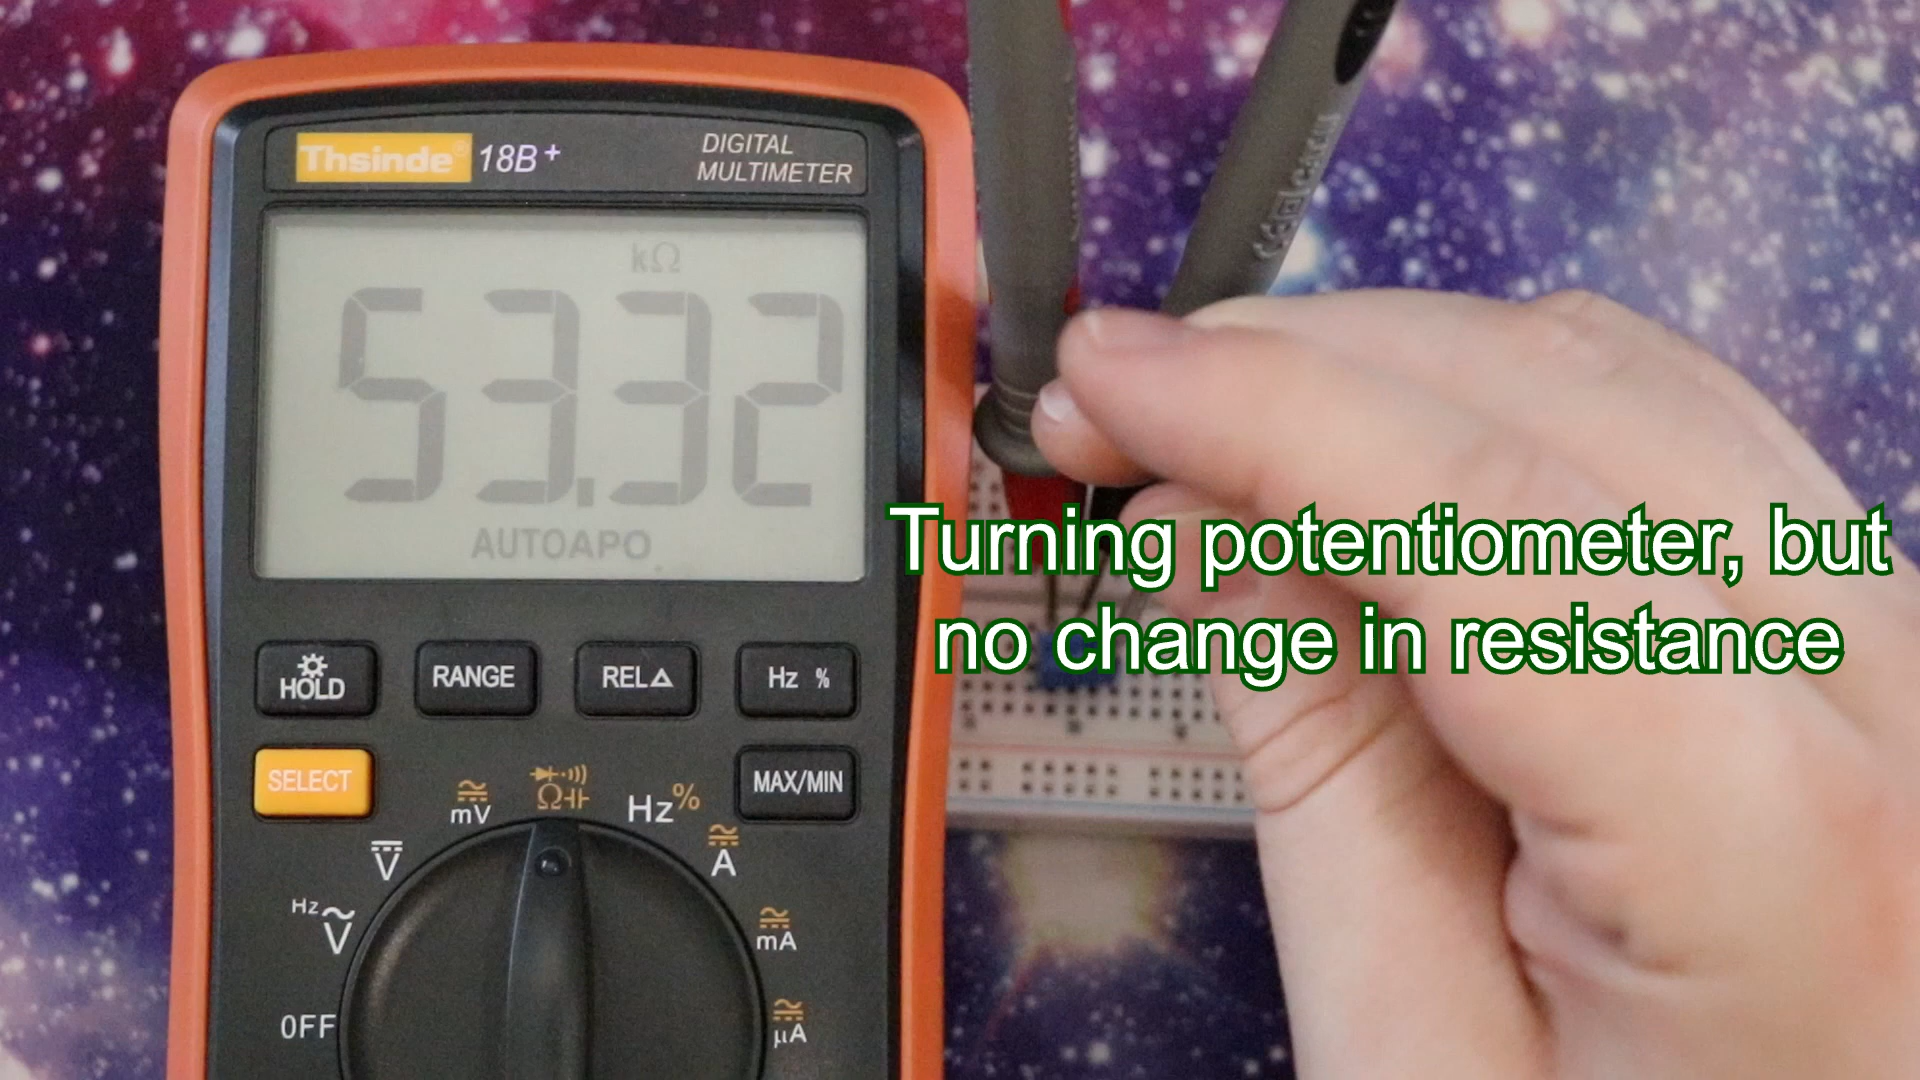 Thsinde® 18B+
DIGITAL
MULTIMETER
kΩ
53.32
AUTOAPO
HOLD
RANGE
REL△
Hz %
SELECT
MAX/MIN
mV
Ω
Hz%
V
A
Hz
V
mA
OFF
μA
Turning potentiometer, but
no change in resistance